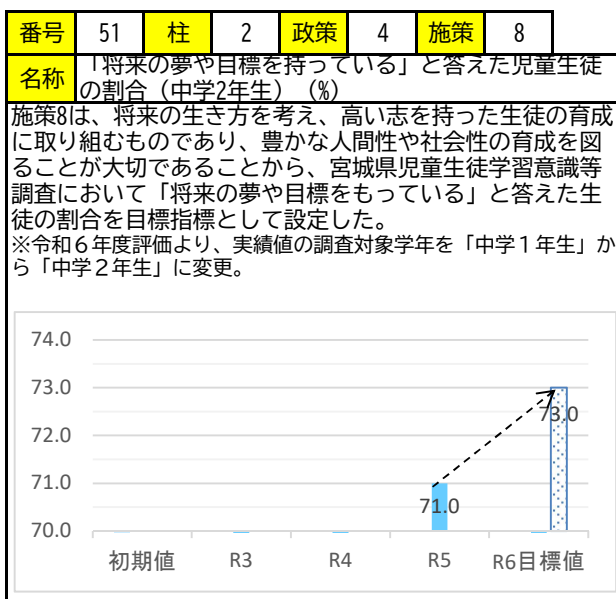 番号 51 柱 2 政策 4 施策 8
名称 「将来の夢や目標を持っている」と答えた児童生徒
の割合（中学2年生）（%）
施策8は、将来の生き方を考え、高い志を持った生徒の育成
に取り組むものであり、豊かな人間性や社会性の育成を図
ることが大切であることから、宮城県児童生徒学習意識等
調査において「将来の夢や目標をもっている」と答えた生
徒の割合を目標指標として設定した。
※令和６年度評価より、実績値の調査対象学年を「中学１年生」か
ら「中学２年生」に変更。
74.0
73.0
72.0
71.0
70.0
73.0
71.0
初期値 R3 R4 R5 R6目標値